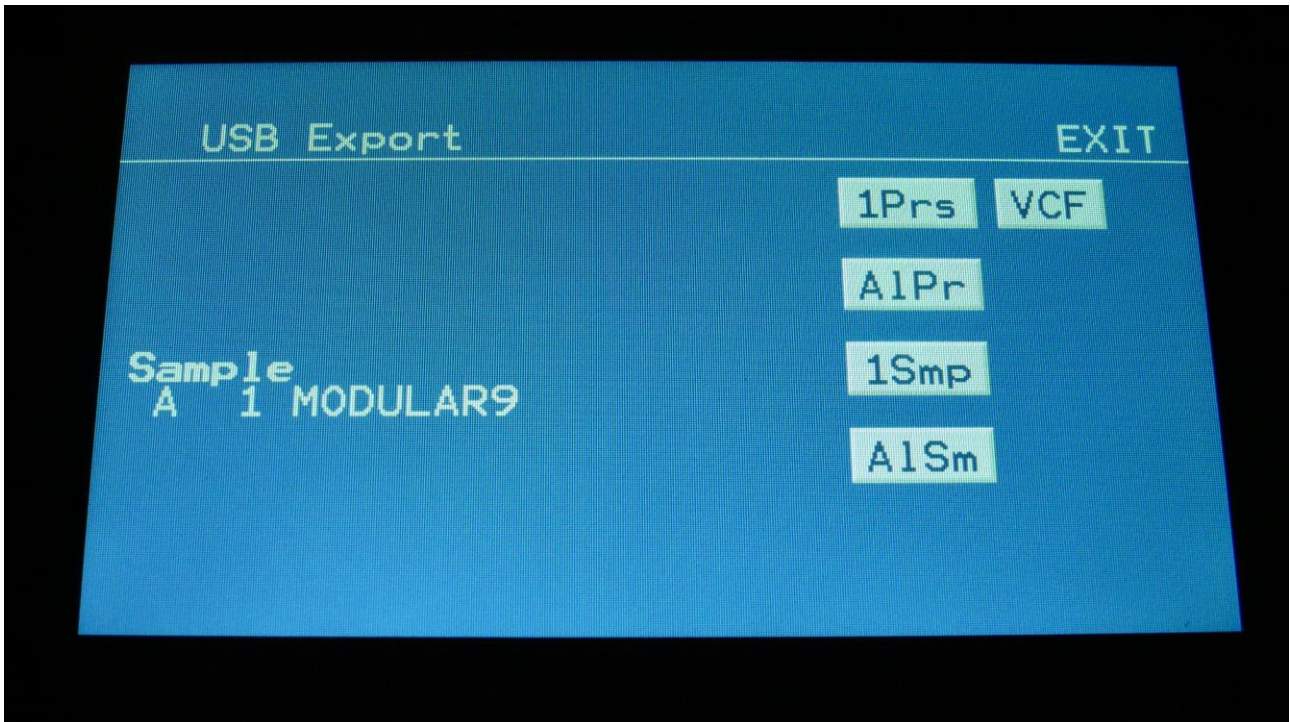 USB Export EXIT
1Prs VCF
AlPr
Sample 1Smp
A 1 MODULAR9
AlSm